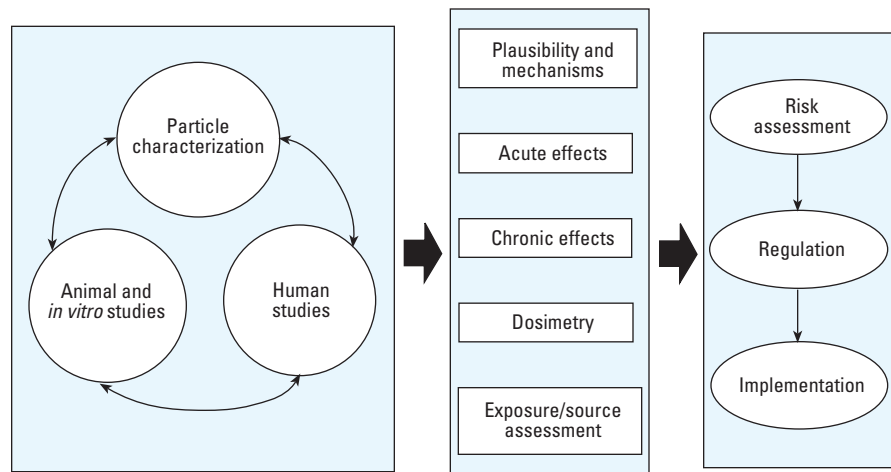 Particle
characterization
Animal and
in vitro studies
Human
studies
Plausibility and
mechanisms
Acute effects
Chronic effects
Dosimetry
Exposure/source
assessment
Risk
assessment
Regulation
Implementation